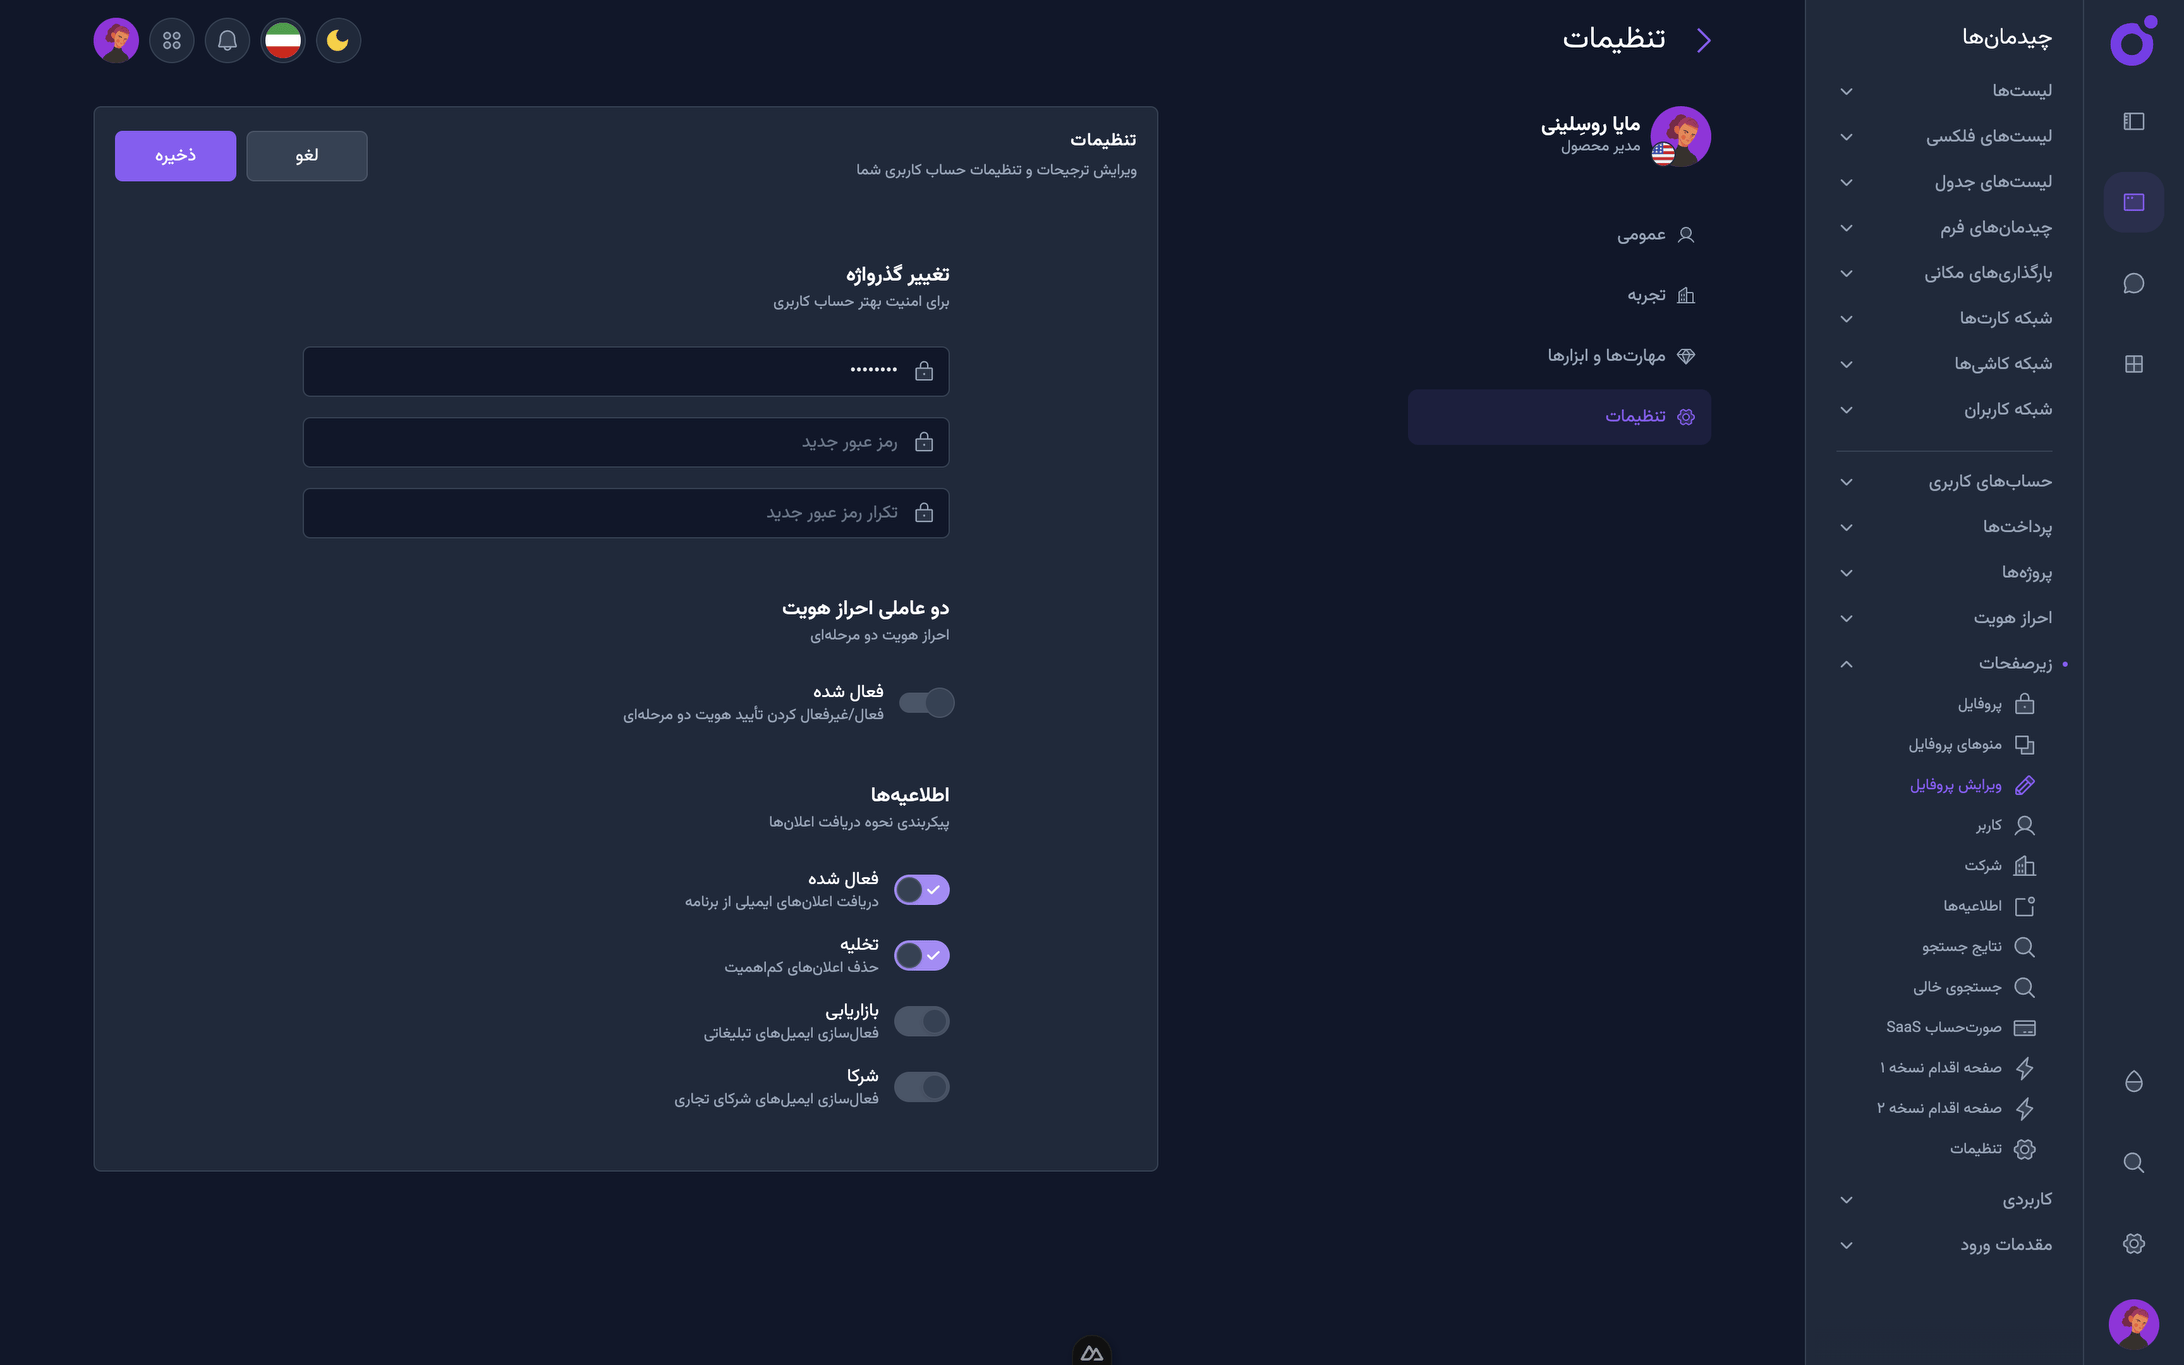 چیدمان‌ها
لیست‌ها
لیست‌های فلکسی
لیست‌های جدول
چیدمان‌های فرم
بارگذاری‌های مکانی
شبکه کارت‌ها
شبکه کاشی‌ها
شبکه کاربران
حساب‌های کاربری
پرداخت‌ها
پروژه‌ها
احراز هویت
زیرصفحات
پروفایل
منوهای پروفایل
ویرایش پروفایل
کاربر
شرکت
اطلاعیه‌ها
نتایج جستجو
جستجوی خالی
صورت‌حساب SaaS
صفحه اقدام نسخه ۱
صفحه اقدام نسخه ۲
تنظیمات
کاربردی
مقدمات ورود
تنظیمات
مایا روسِلینی
مدیر محصول
عمومی
تجربه
مهارت‌ها و ابزارها
تنظیمات
تنظیمات
ویرایش ترجیحات و تنظیمات حساب کاربری شما
لغو
ذخیره
تغییر گذرواژه
برای امنیت بهتر حساب کاربری
••••••••
رمز عبور جدید
تکرار رمز عبور جدید
دو عاملی احراز هویت
احراز هویت دو مرحله‌ای
فعال شده
فعال/غیرفعال کردن تأیید هویت دو مرحله‌ای
اطلاعیه‌ها
پیکربندی نحوه دریافت اعلان‌ها
فعال شده
دریافت اعلان‌های ایمیلی از برنامه
تخلیه
حذف اعلان‌های کم‌اهمیت
بازاریابی
فعال‌سازی ایمیل‌های تبلیغاتی
شرکا
فعال‌سازی ایمیل‌های شرکای تجاری